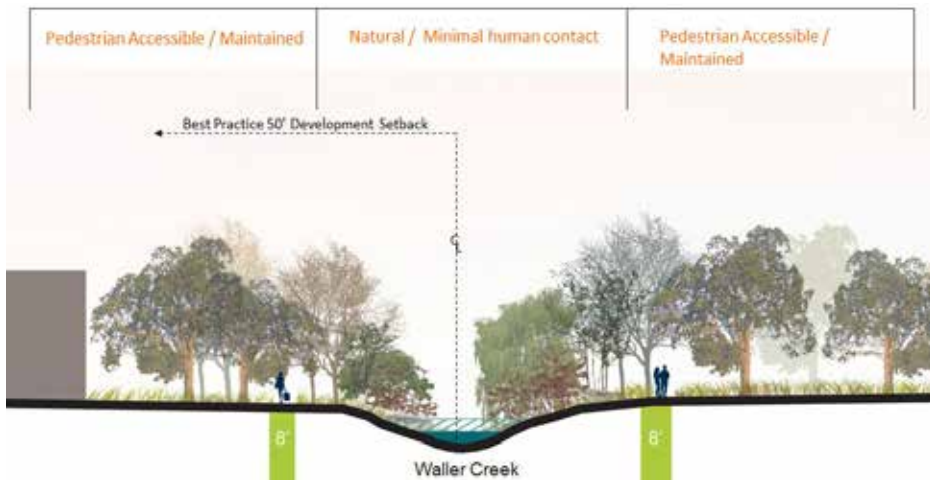 Pedestrian Accessible / Maintained
Natural / Minimal human contact
Pedestrian Accessible /
Maintained
Best Practice 50' Development Setback
℄
8'
8'
Waller Creek